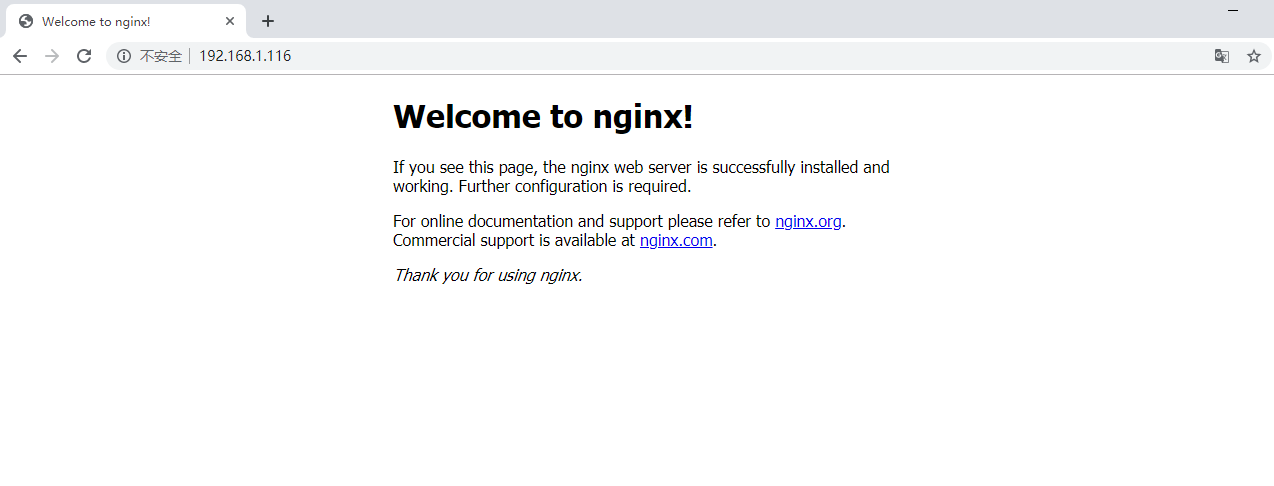 Welcome to nginx!
不安全 192.168.1.116
Welcome to nginx!
If you see this page, the nginx web server is successfully installed and
working. Further configuration is required.
For online documentation and support please refer to nginx.org.
Commercial support is available at nginx.com.
Thank you for using nginx.